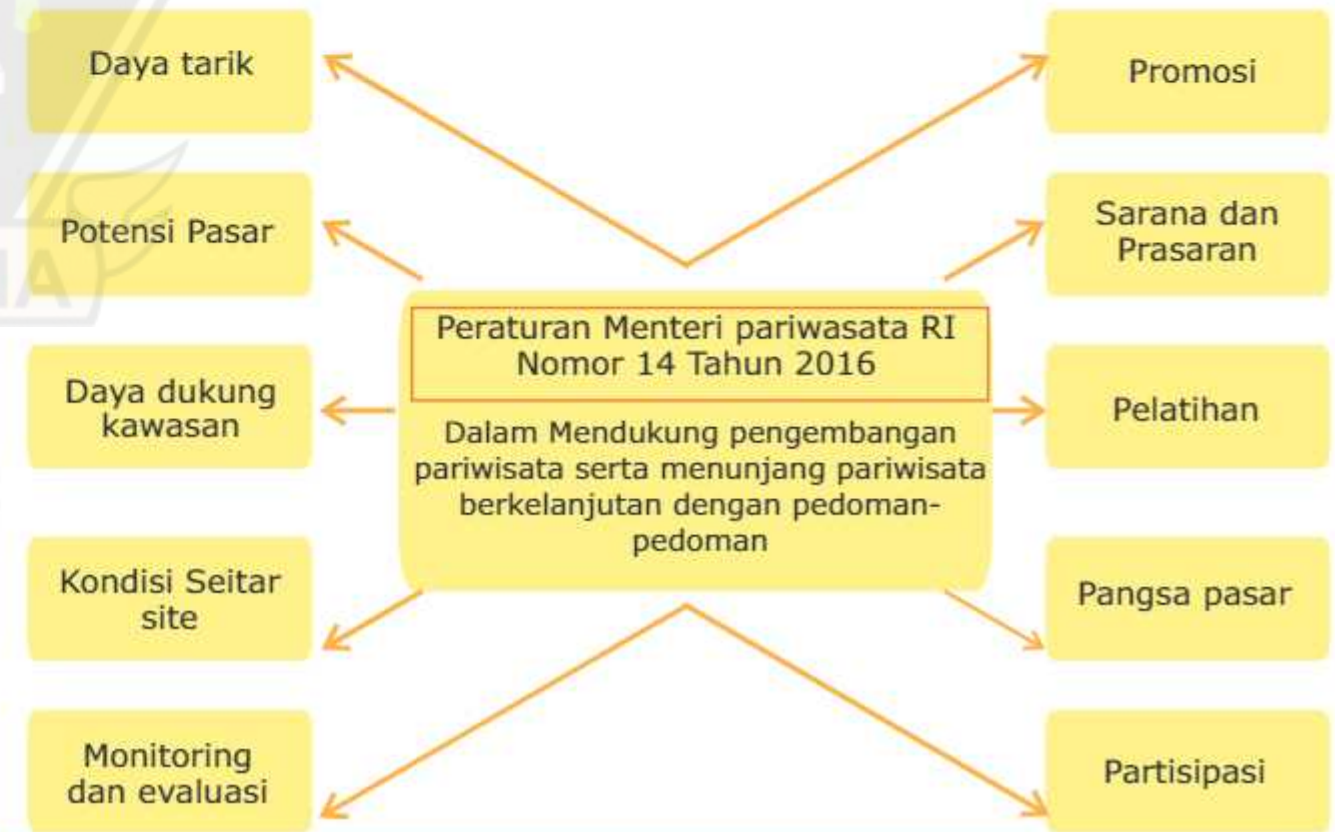 Daya tarik
Potensi Pasar
Daya dukung
kawasan
Kondisi Seitar
site
Monitoring
dan evaluasi
Peraturan Menteri pariwasata RI
Nomor 14 Tahun 2016
Dalam Mendukung pengembangan
pariwisata serta menunjang pariwisata
berkelanjutan dengan pedoman-
pedoman
Promosi
Sarana dan
Prasaran
Pelatihan
Pangsa pasar
Partisipasi